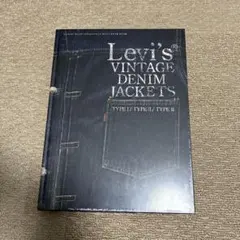 Levi's®
VINTAGE
DENIM
JACKETS
TYPE I / TYPE II / TYPE III